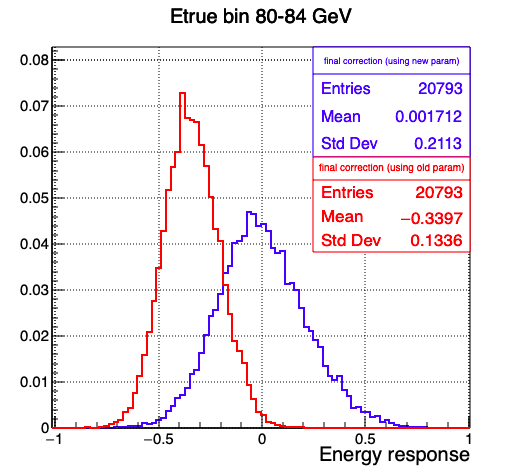 Etrue bin 80-84 GeV
final correction (using new param)
Entries 20793
Mean 0.001712
Std Dev 0.2113
final correction (using old param)
Entries 20793
Mean −0.3397
Std Dev 0.1336
0.08
0.07
0.06
0.05
0.04
0.03
0.02
0.01
0
−1 −0.5 0 0.5 1
Energy response